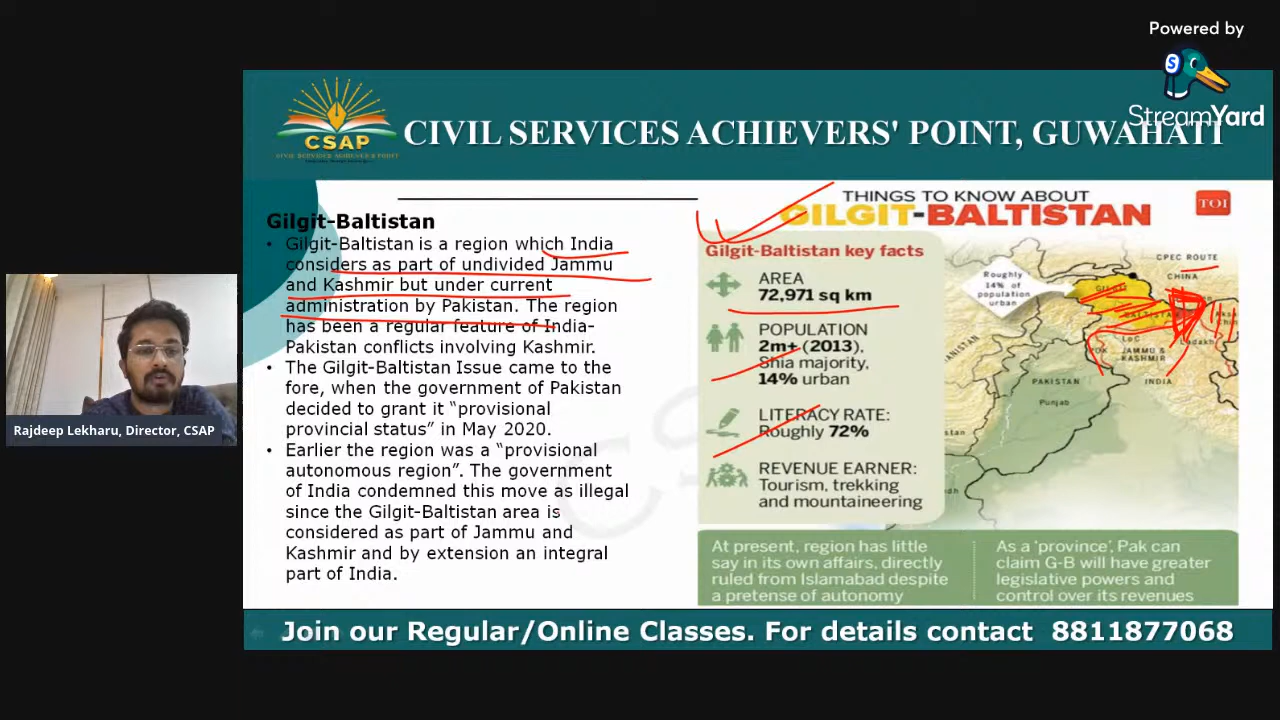 Powered by
S
StreamYard
CSAP
CIVIL SERVICES ACHIEVERS' POINT, GUWAHATI
Gilgit-Baltistan
• Gilgit-Baltistan is a region which India
considers as part of undivided Jammu
and Kashmir but under current
administration by Pakistan. The region
has been a regular feature of India-
Pakistan conflicts involving Kashmir.
• The Gilgit-Baltistan Issue came to the
fore, when the government of Pakistan
decided to grant it “provisional
provincial status” in May 2020.
• Earlier the region was a “provisional
autonomous region”. The government
of India condemned this move as illegal
since the Gilgit-Baltistan area is
considered as part of Jammu and
Kashmir and by extension an integral
part of India.
THINGS TO KNOW ABOUT
GILGIT-BALTISTAN
TOI
Gilgit-Baltistan key facts
AREA
72,971 sq km
POPULATION
2m+ (2013),
Shia majority,
14% urban
LITERACY RATE:
Roughly 72%
REVENUE EARNER:
Tourism, trekking
and mountaineering
Roughly
14% of
population
urban
CPEC ROUTE
CHINA
LoC
POK
JAMMU &
KASHMIR
Ladakh
PAKISTAN
INDIA
Punjab
At present, region has little
say in its own affairs, directly
ruled from Islamabad despite
a pretense of autonomy
As a 'province', Pak can
claim G-B will have greater
legislative powers and
control over its revenues
Rajdeep Lekharu, Director, CSAP
Join our Regular/Online Classes. For details contact 8811877068